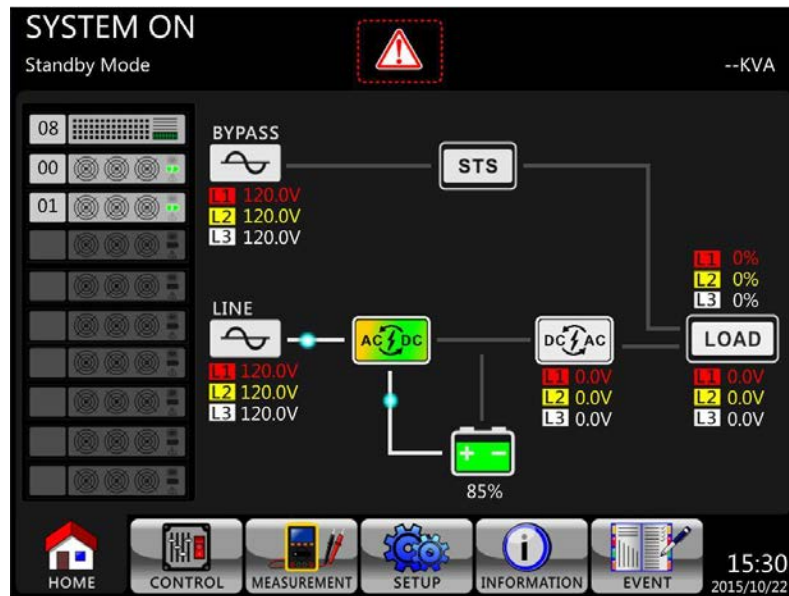 SYSTEM ON
Standby Mode
--KVA
08
00
01
BYPASS
L1 120.0V
L2 120.0V
L3 120.0V
STS
L1 0%
L2 0%
L3 0%
LINE
L1 120.0V
L2 120.0V
L3 120.0V
AC DC
DC AC
L1 0.0V
L2 0.0V
L3 0.0V
LOAD
L1 0.0V
L2 0.0V
L3 0.0V
+ -
85%
HOME
CONTROL
MEASUREMENT
SETUP
INFORMATION
EVENT
15:30
2015/10/22